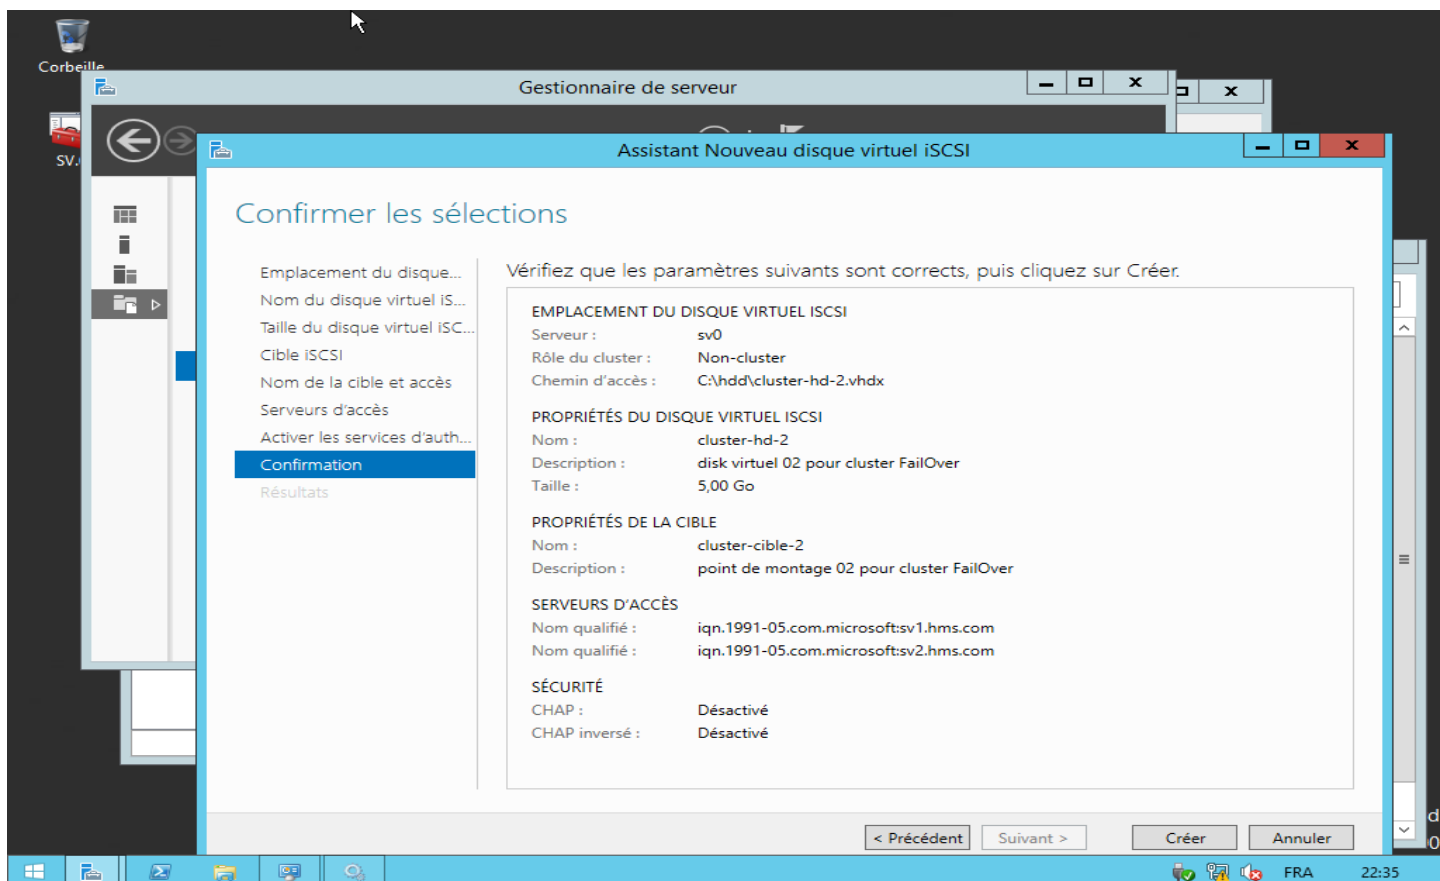 Corbeille
Gestionnaire de serveur
SV.
Assistant Nouveau disque virtuel iSCSI
Confirmer les sélections
Emplacement du disque...
Nom du disque virtuel iS...
Taille du disque virtuel iSC...
Cible iSCSI
Nom de la cible et accès
Serveurs d'accès
Activer les services d'auth...
Confirmation
Résultats
Vérifiez que les paramètres suivants sont corrects, puis cliquez sur Créer.
EMPLACEMENT DU DISQUE VIRTUEL ISCSI
Serveur : sv0
Rôle du cluster : Non-cluster
Chemin d'accès : C:\hdd\cluster-hd-2.vhdx
PROPRIÉTÉS DU DISQUE VIRTUEL ISCSI
Nom : cluster-hd-2
Description : disk virtuel 02 pour cluster FailOver
Taille : 5,00 Go
PROPRIÉTÉS DE LA CIBLE
Nom : cluster-cible-2
Description : point de montage 02 pour cluster FailOver
SERVEURS D'ACCÈS
Nom qualifié : iqn.1991-05.com.microsoft:sv1.hms.com
Nom qualifié : iqn.1991-05.com.microsoft:sv2.hms.com
SÉCURITÉ
CHAP : Désactivé
CHAP inversé : Désactivé
< Précédent Suivant > Créer Annuler
FRA 22:35